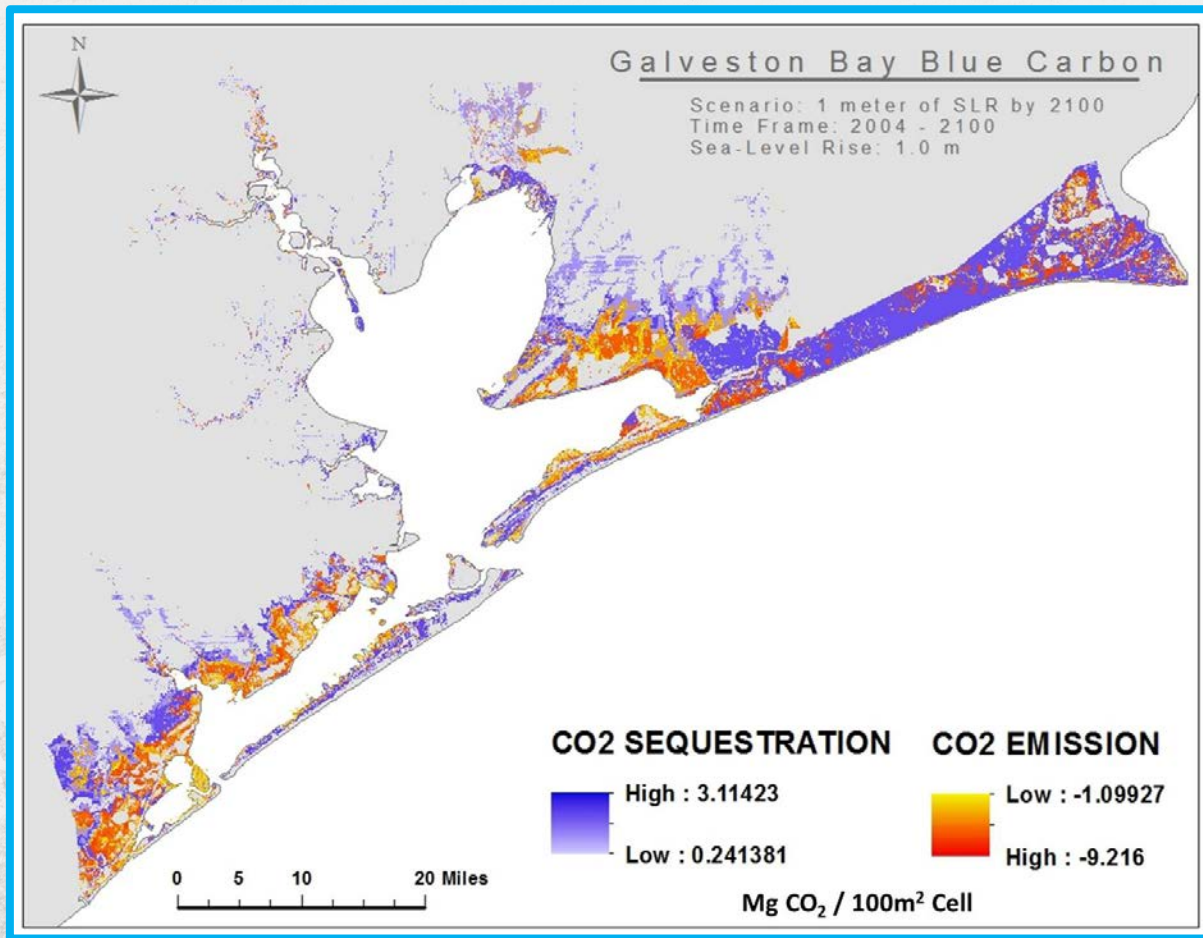 N
Galveston Bay Blue Carbon
Scenario: 1 meter of SLR by 2100
Time Frame: 2004 - 2100
Sea-Level Rise: 1.0 m
CO2 SEQUESTRATION
High : 3.11423
Low : 0.241381
CO2 EMISSION
Low : -1.09927
High : -9.216
0 5 10 20 Miles
Mg CO₂ / 100m² Cell